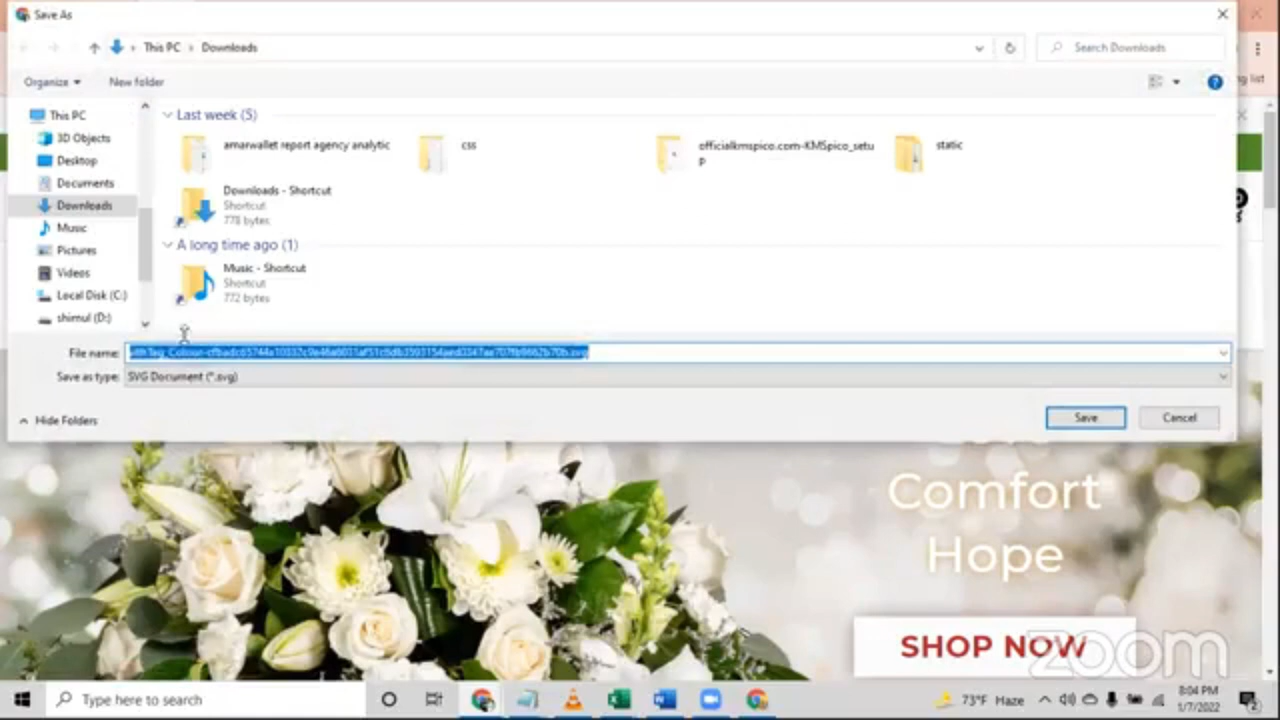 Save As
This PC › Downloads
Search Downloads
Organize
New folder
ng list
This PC
3D Objects
Desktop
Documents
Downloads
Music
Pictures
Videos
Local Disk (C:)
shimul (D:)
Last week (5)
amarwallet report agency analytic
css
officialkmspico.com-KMSpico_setu
p
static
Downloads - Shortcut
Shortcut
778 bytes
A long time ago (1)
Music - Shortcut
Shortcut
772 bytes
File name:
Save as type: SVG Document (*.svg)
Hide Folders
Save
Cancel
Comfort
Hope
SHOP NOW
zoom
Type here to search
73°F Haze
8:04 PM
1/7/2022
2